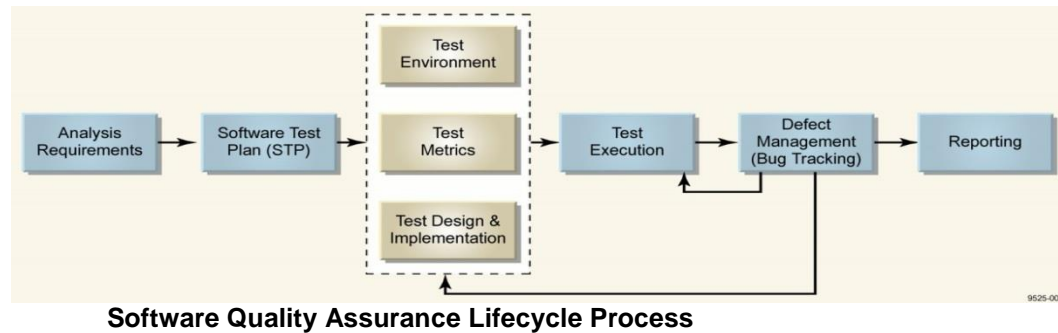 Analysis
Requirements
Software Test
Plan (STP)
Test
Environment
Test
Metrics
Test Design &
Implementation
Test
Execution
Defect
Management
(Bug Tracking)
Reporting
9525-00
Software Quality Assurance Lifecycle Process